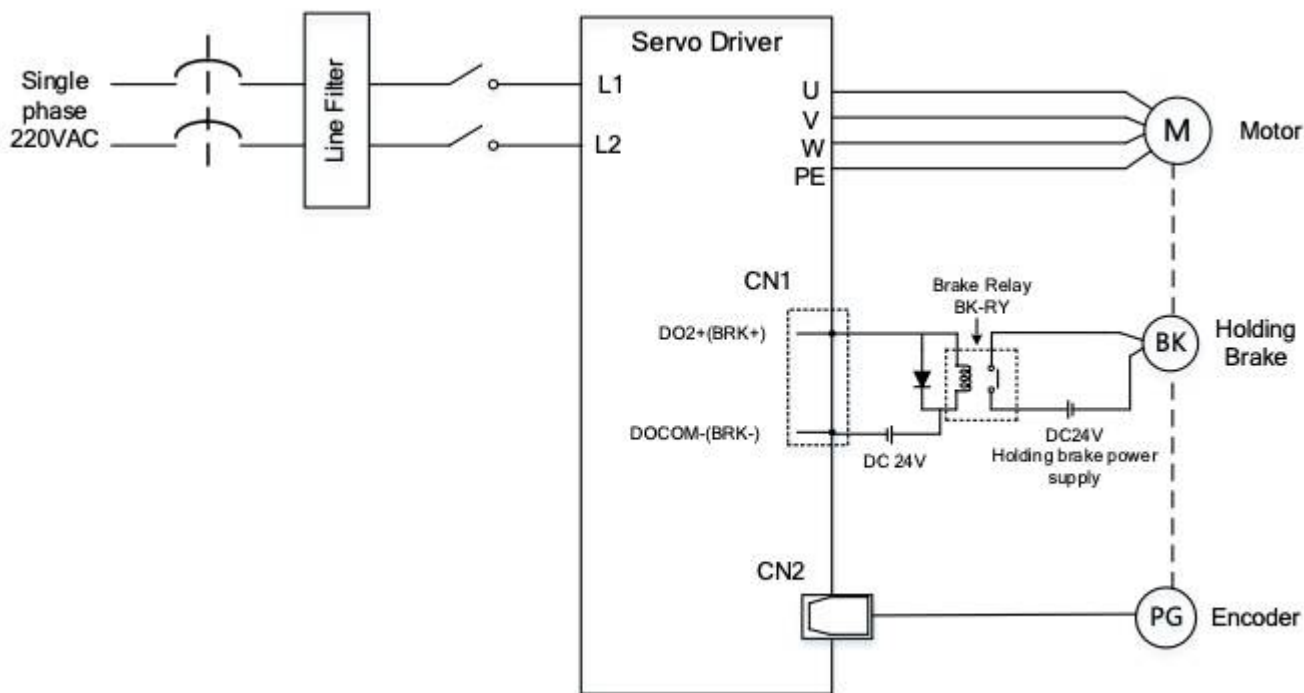 Servo Driver
Single
phase
220VAC
Line Filter
L1
L2
U
V
W
PE
M
Motor
CN1
Brake Relay
BK-RY
DO2+(BRK+)
BK
Holding
Brake
DOCOM-(BRK-)
DC 24V
DC24V
Holding brake power
supply
CN2
PG
Encoder